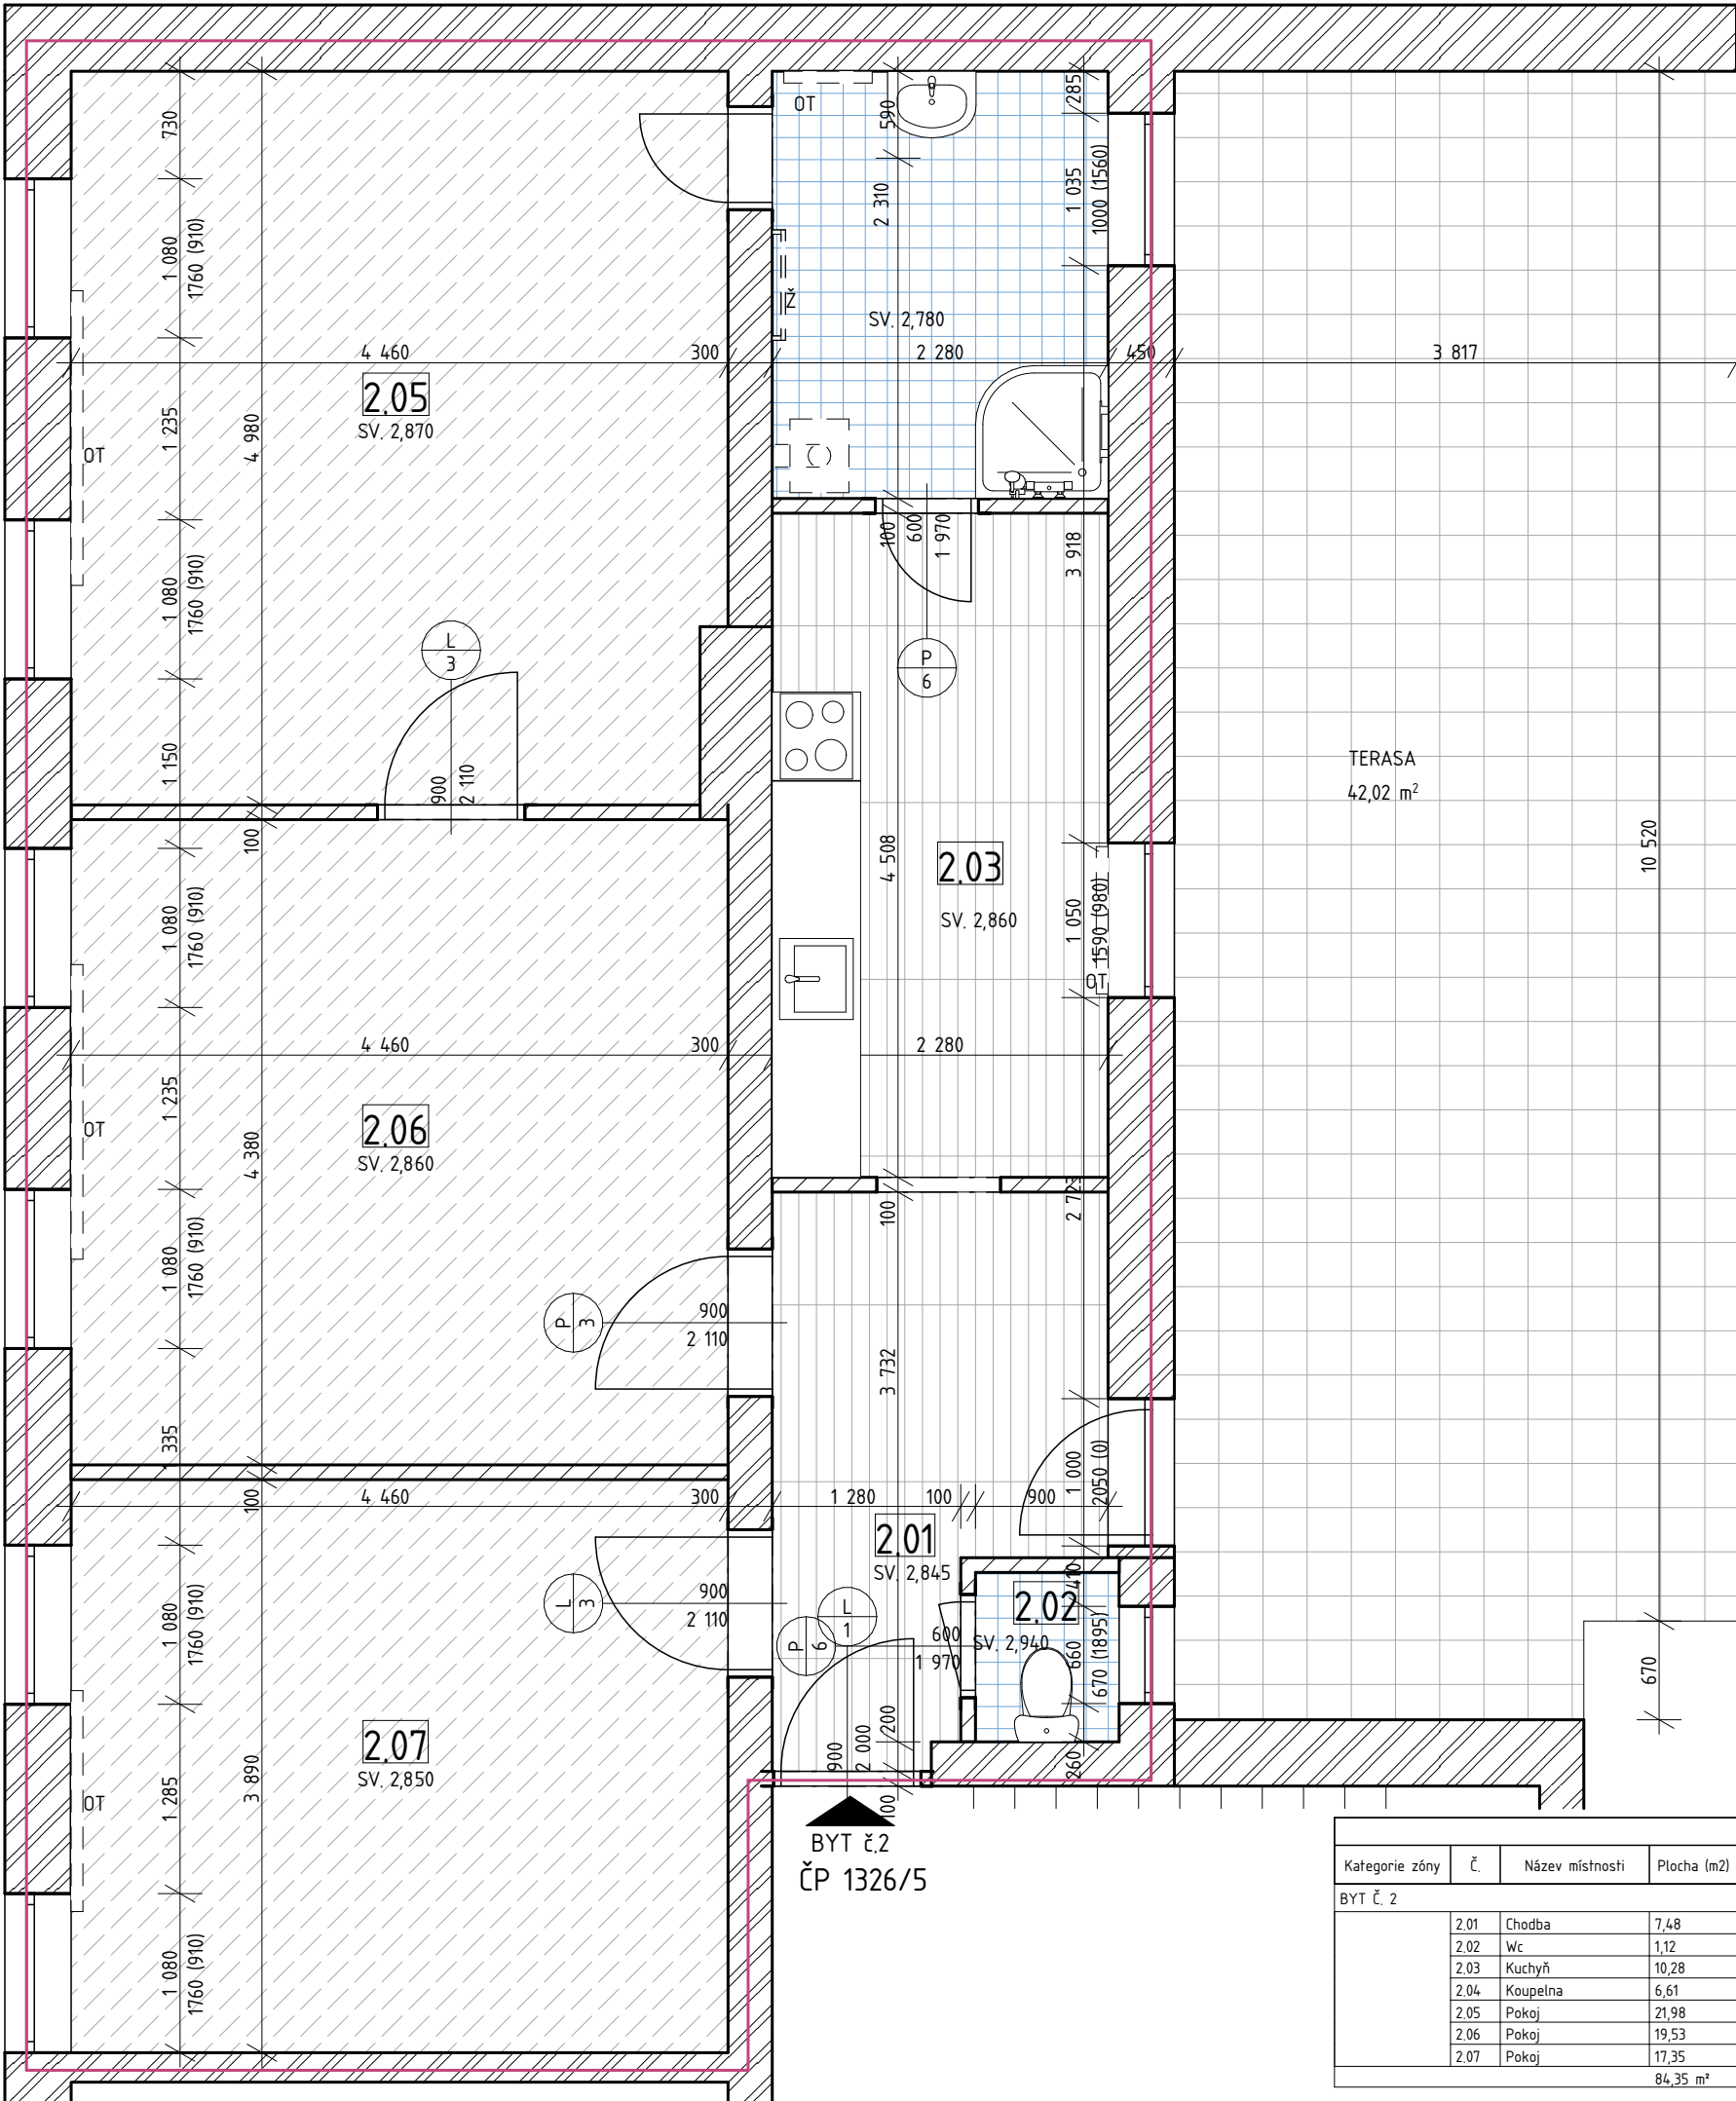 730
1 080
1760 (910)
1 235
1 080
1760 (910)
1 150
4 980
4 460
300
2.05
SV. 2,870
OT
L
3
900
2 110
100
OT
590
2 310
285
1 035
1000 (1560)
Ž
SV. 2,780
2 280
450
3 817
100
600
1 970
3 918
P
6
4 508
2.03
SV. 2,860
1 050
1590 (980)
OT
2 280
TERASA
42,02 m²
10 520
670
1 080
1760 (910)
1 235
1 080
1760 (910)
335
4 460
300
4 380
2.06
SV. 2,860
OT
P
3
900
2 110
100
2 723
3 732
100
4 460
300
1 280
100
900
1 000
2050 (0)
2.01
SV. 2,845
L
3
900
2 110
L
1
P
6
600
1 970
2.02
SV. 2,940
410
660
670 (1895)
260
200
900
2 000
100
1 080
1760 (910)
1 285
1 080
1760 (910)
3 890
2.07
SV. 2,850
OT
BYT č.2
ČP 1326/5
Kategorie zóny Č. Název místnosti Plocha (m2)
BYT Č. 2
2.01 Chodba 7,48
2.02 Wc 1,12
2.03 Kuchyň 10,28
2.04 Koupelna 6,61
2.05 Pokoj 21,98
2.06 Pokoj 19,53
2.07 Pokoj 17,35
84,35 m²